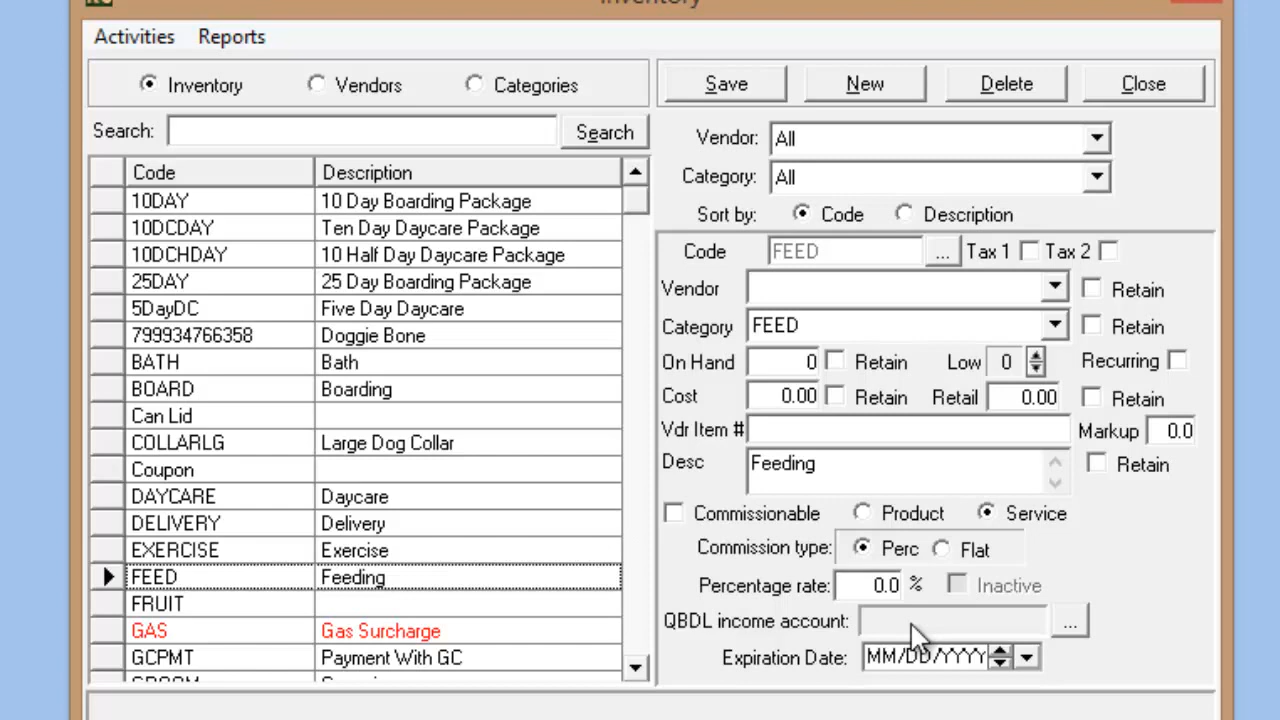 Inventory
Activities Reports
Inventory Vendors Categories
Save New Delete Close
Search: Search
Vendor: All
Category: All
Sort by: Code Description
Code Description
10DAY 10 Day Boarding Package
10DCDAY Ten Day Daycare Package
10DCHDAY 10 Half Day Daycare Package
25DAY 25 Day Boarding Package
5DayDC Five Day Daycare
799934766358 Doggie Bone
BATH Bath
BOARD Boarding
Can Lid
COLLARLG Large Dog Collar
Coupon
DAYCARE Daycare
DELIVERY Delivery
EXERCISE Exercise
FEED Feeding
FRUIT
GAS Gas Surcharge
GCPMT Payment With GC
Code FEED ... Tax 1 Tax 2
Vendor Retain
Category FEED Retain
On Hand 0 Retain Low 0 Recurring
Cost 0.00 Retain Retail 0.00 Retain
Vdr Item # Markup 0.0
Desc Feeding Retain
Commissionable Product Service
Commission type: Perc Flat
Percentage rate: 0.0 % Inactive
QBDL income account: ...
Expiration Date: MM/DD/YYYY